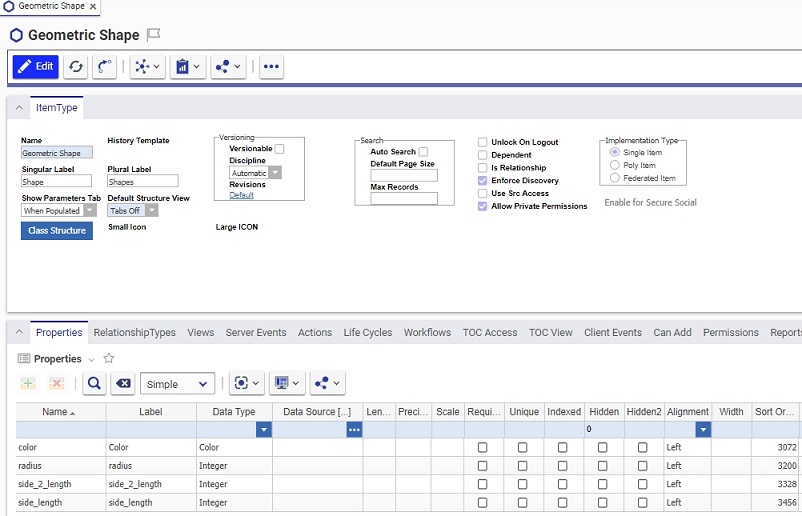 Geometric Shape
Geometric Shape
Edit
ItemType
Name
History Template
Versioning
Versionable
Discipline
Automatic
Revisions
Default
Search
Auto Search
Default Page Size
Max Records
Unlock On Logout
Dependent
Is Relationship
Enforce Discovery
Use Src Access
Allow Private Permissions
Implementation Type
Single Item
Poly Item
Federated Item
Enable for Secure Social
Geometric Shape
Singular Label Plural Label
Shape Shapes
Show Parameters Tab Default Structure View
When Populated Tabs Off
Class Structure Small Icon Large ICON
Properties RelationshipTypes Views Server Events Actions Life Cycles Workflows TOC Access TOC View Client Events Can Add Permissions Reports
Properties
Simple
Name Label Data Type Data Source [...] Len... Preci... Scale Requi... Unique Indexed Hidden Hidden2 Alignment Width Sort Or...
0
color Color Color Left 3072
radius radius Integer Left 3200
side_2_length side_2_length Integer Left 3328
side_length side_length Integer Left 3456